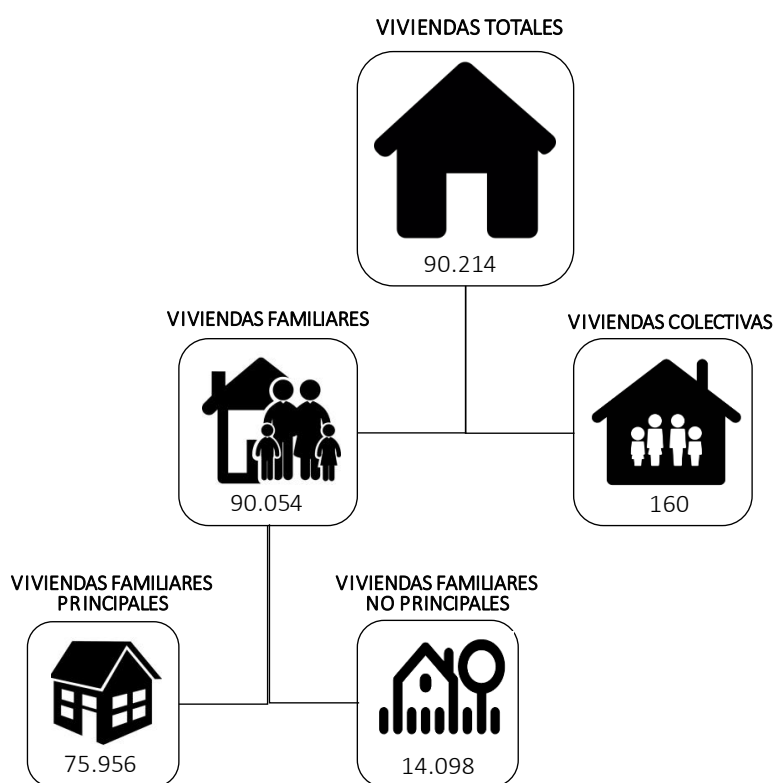 VIVIENDAS TOTALES
90.214
VIVIENDAS FAMILIARES
90.054
VIVIENDAS COLECTIVAS
160
VIVIENDAS FAMILIARES
PRINCIPALES
75.956
VIVIENDAS FAMILIARES
NO PRINCIPALES
14.098